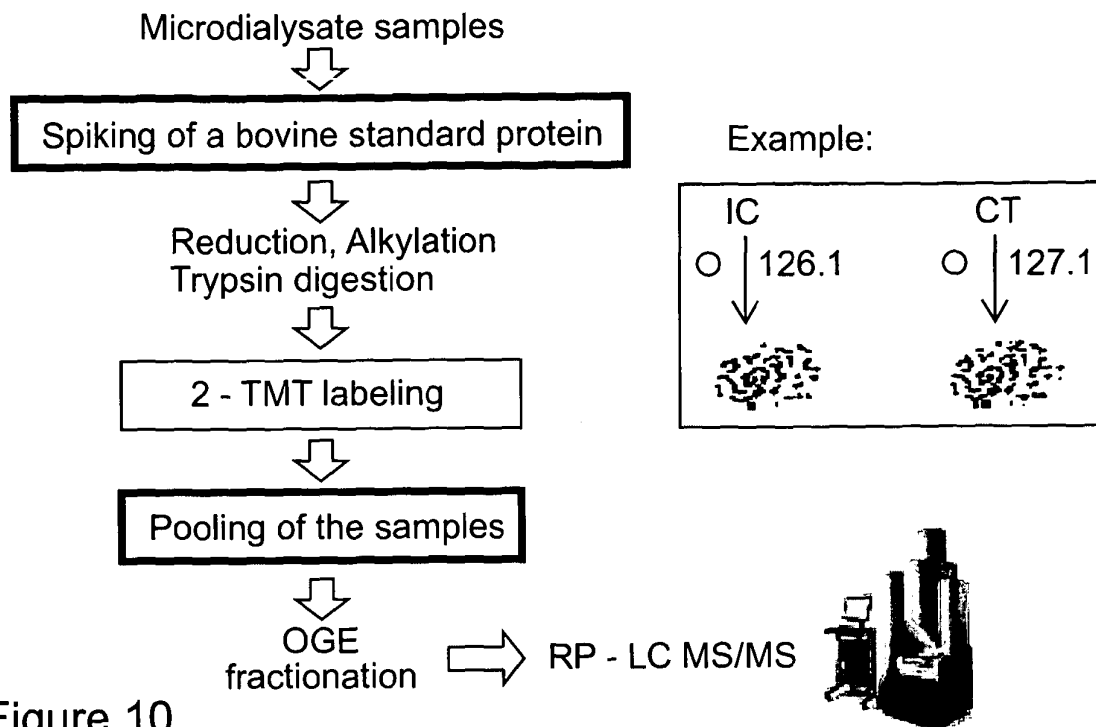 Microdialysate samples
Spiking of a bovine standard protein
Reduction, Alkylation
Trypsin digestion
2 - TMT labeling
Pooling of the samples
OGE
fractionation
RP - LC MS/MS
Example:
IC
CT
126.1
127.1
Figure 10